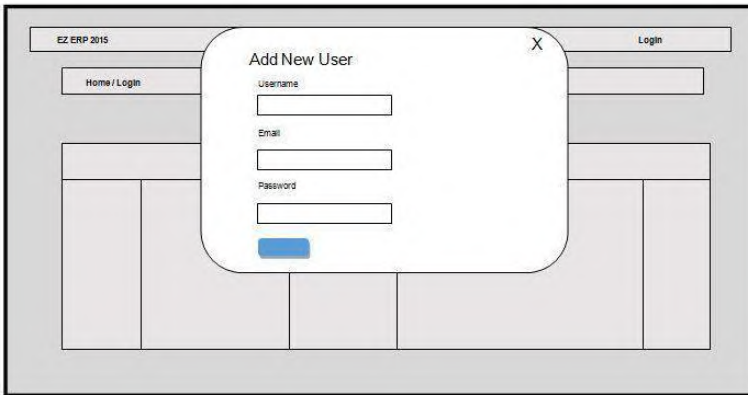 EZ ERP 2015
Login
X
Add New User
Home / Login
Username
Email
Password